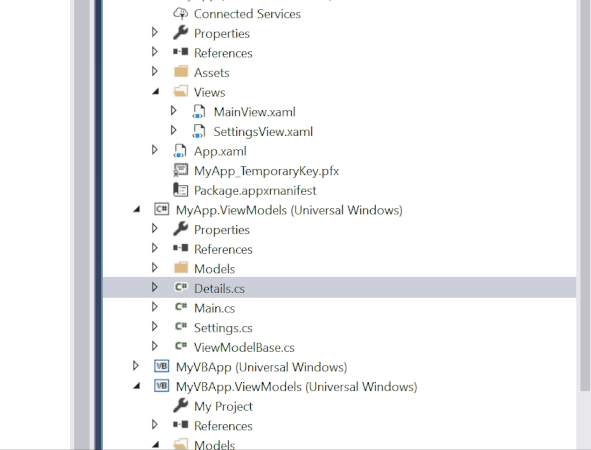 Connected Services
Properties
References
Assets
Views
MainView.xaml
SettingsView.xaml
App.xaml
MyApp_TemporaryKey.pfx
Package.appxmanifest
C# MyApp.ViewModels (Universal Windows)
Properties
References
Models
C# Details.cs
C# Main.cs
C# Settings.cs
C# ViewModelBase.cs
VB MyVBApp (Universal Windows)
VB MyVBApp.ViewModels (Universal Windows)
My Project
References
Models